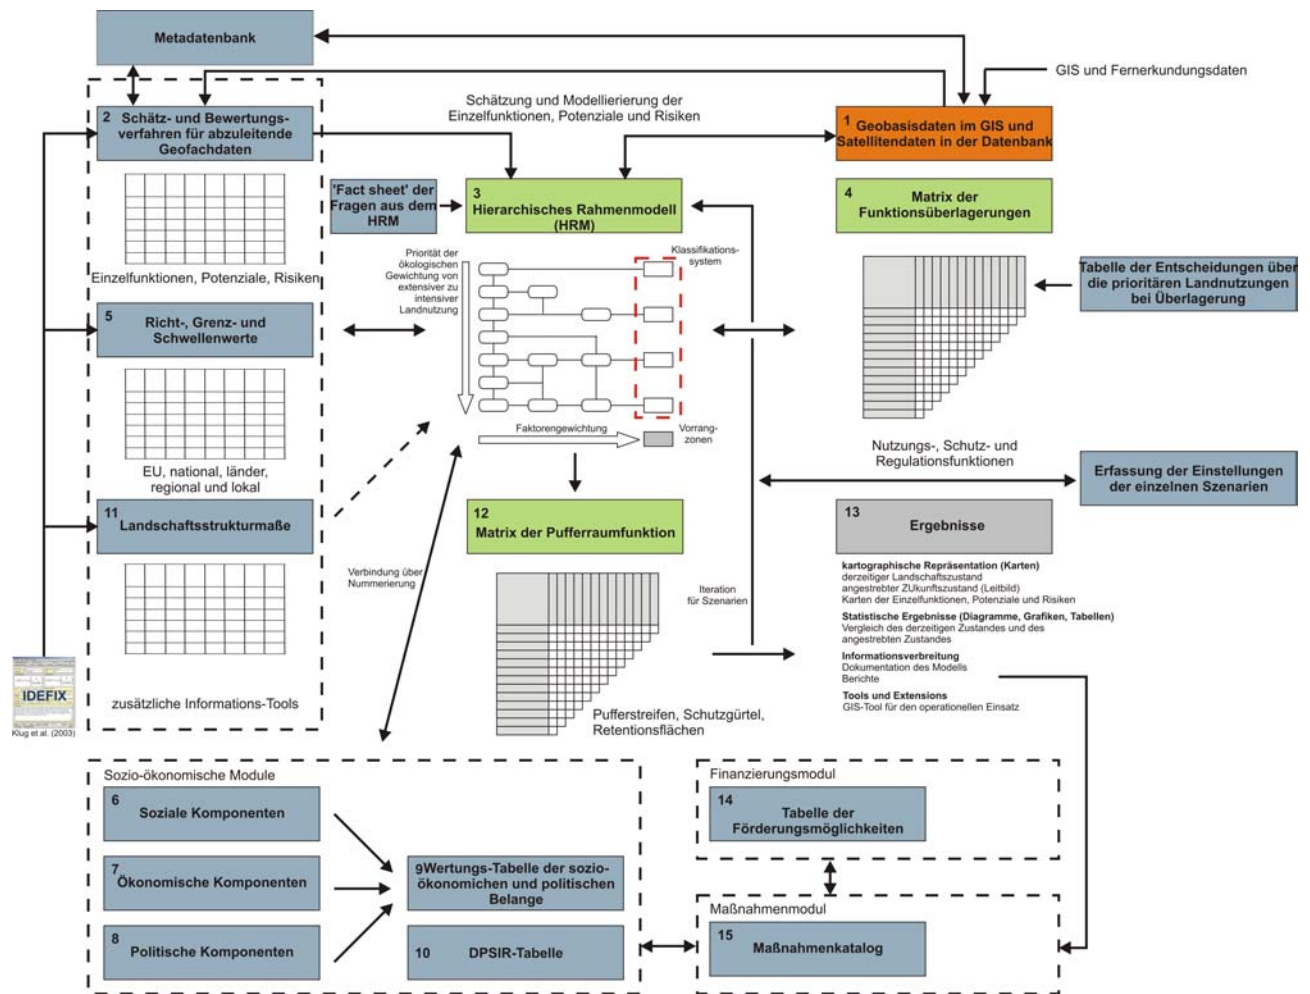 Metadatenbank
GIS und Fernerkundungsdaten
2 Schätz- und Bewertungs-
verfahren für abzuleitende
Geofachdaten
Schätzung und Modellierierung der
Einzelfunktionen, Potenziale und Risiken
1 Geobasisdaten im GIS und
Satellitendaten in der Datenbank
'Fact sheet' der
Fragen aus dem
HRM
3
Hierarchisches Rahmenmodell
(HRM)
4 Matrix der
Funktionsüberlagerungen
Einzelfunktionen, Potenziale, Risiken
Priorität der
ökologischen
Gewichtung von
extensiver zu
intensiver
Landnutzung
Klassifikations-
system
Tabelle der Entscheidungen über
die prioritären Landnutzungen
bei Überlagerung
5 Richt-, Grenz- und
Schwellenwerte
Faktorengewichtung
Vorrang-
zonen
EU, national, länder,
regional und lokal
Nutzungs-, Schutz- und
Regulationsfunktionen
Erfassung der Einstellungen
der einzelnen Szenarien
11
Landschaftsstrukturmaße
12
Matrix der Pufferraumfunktion
13
Ergebnisse
Verbindung über
Nummerierung
Iteration
für Szenarien
kartographische Repräsentation (Karten)
derzeitiger Landschaftszustand
angestrebter ZUkunftszustand (Leitbild)
Karten der Einzelfunktionen, Potenziale und Risiken
Statistische Ergebnisse (Diagramme, Grafiken, Tabellen)
Vergleich des derzeitigen Zustandes und des
angestrebten Zustandes
Informationsverbreitung
Dokumentation des Modells
Berichte
Tools und Extensions
GIS-Tool für den operationellen Einsatz
IDEFIX
Klug et al. (2003)
zusätzliche Informations-Tools
Pufferstreifen, Schutzgürtel,
Retentionsflächen
Sozio-ökonomische Module
6
Soziale Komponenten
7
Ökonomische Komponenten
8
Politische Komponenten
9 Wertungs-Tabelle der sozio-
ökonomichen und politischen
Belange
10 DPSIR-Tabelle
Finanzierungsmodul
14
Tabelle der
Förderungsmöglichkeiten
Maßnahmenmodul
15
Maßnahmenkatalog